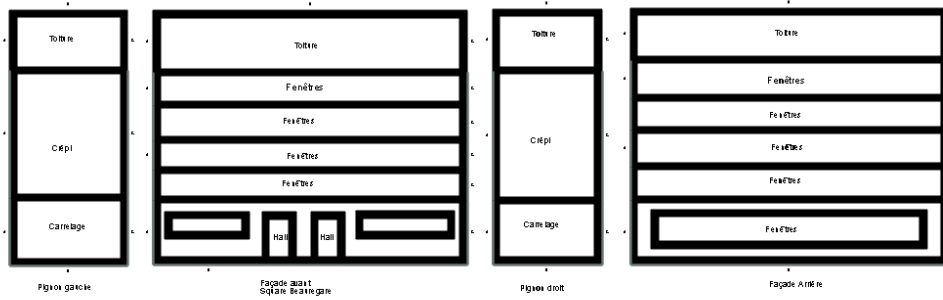 Toiture
Crépi
Carrelage
Pignon gauche
Toiture
Fenêtres
Fenêtres
Fenêtres
Fenêtres
Hall
Hall
Façade avant
Square Beauregare
Toiture
Crépi
Carrelage
Pignon droit
Toiture
Fenêtres
Fenêtres
Fenêtres
Fenêtres
Fenêtres
Façade Arrière